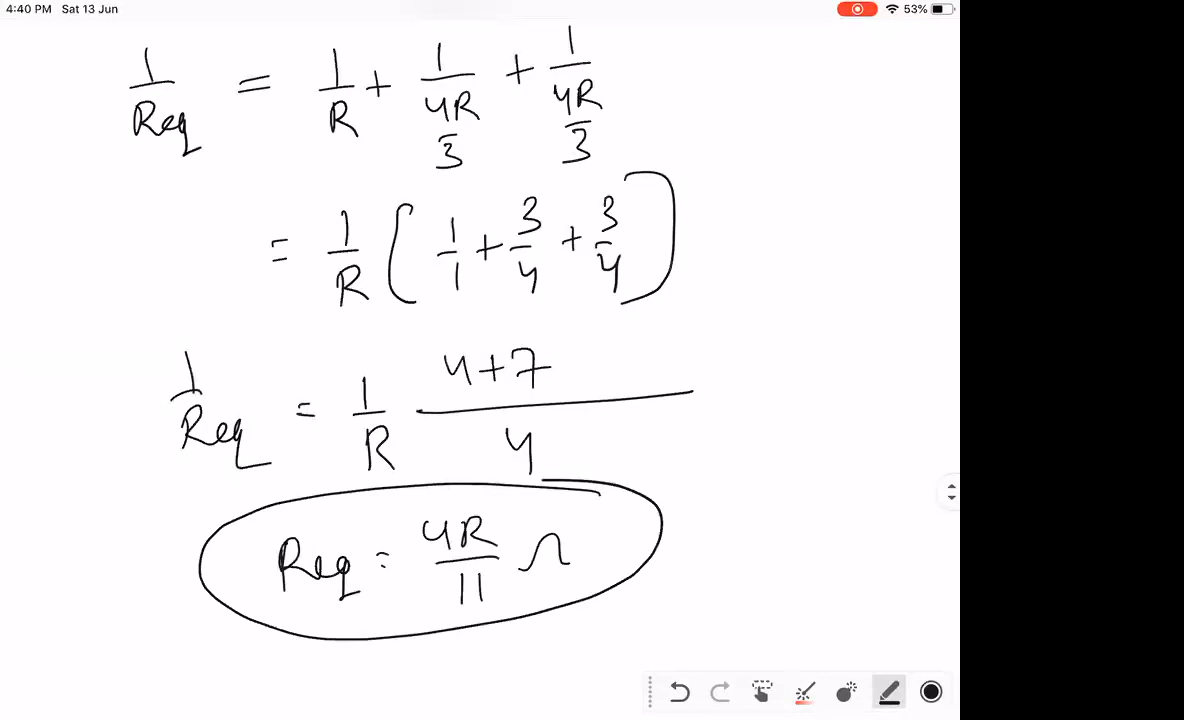 4:40 PM Sat 13 Jun 53%
1/Req = 1/R + 1/(4R/3) + 1/(4R/3)
= 1/R (1/1 + 3/4 + 3/4)
1/Req = 1/R (4+7)/4
Req = 4R/11 Ω